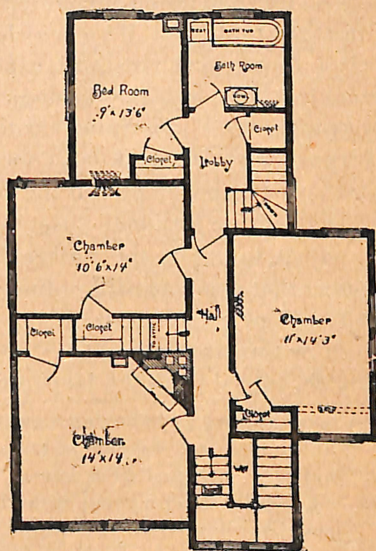 SEAT
BATH TUB
Bath Room
BOWL
Bed Room
9' x 13'6"
Closet
Closet
Lobby
Chamber
10'6" x 14'
Hall
Chamber
11' x 14'3"
Closet
Closet
Closet
Chamber
14' x 14'